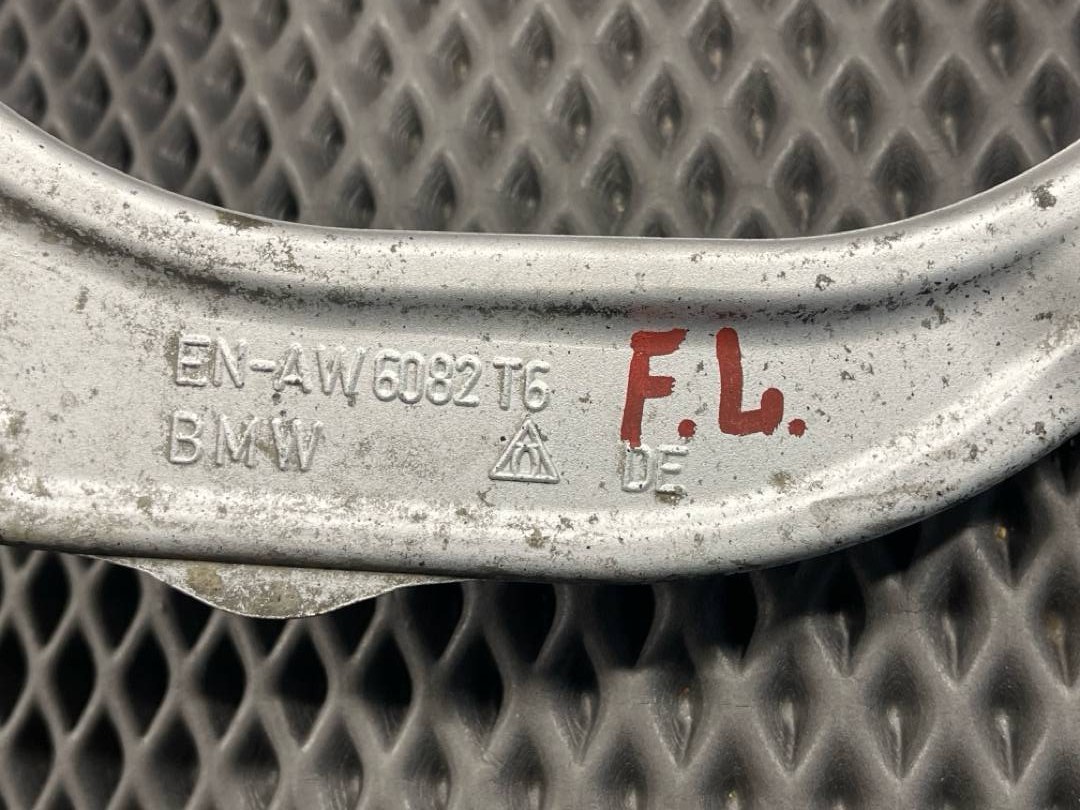 EN-AW 6082 T6
F.L.
BMW
DE